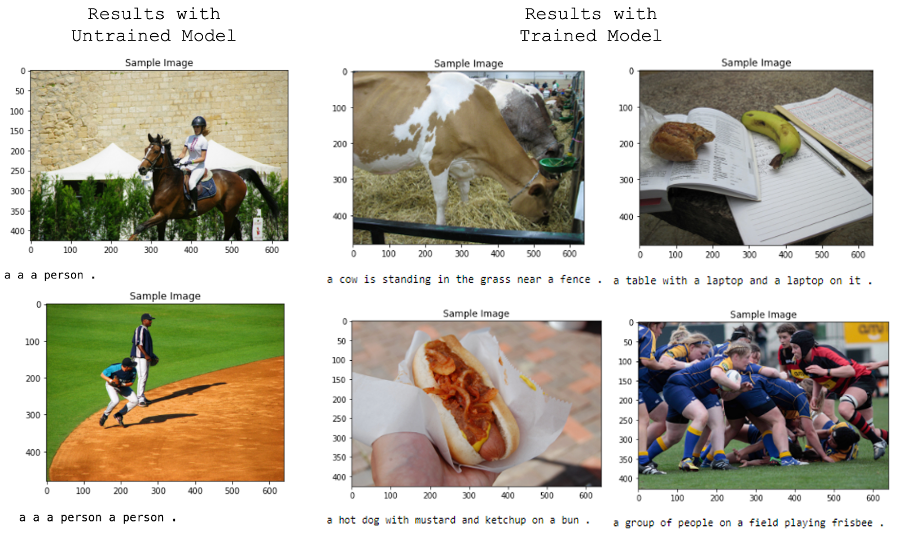 Results with
Untrained Model
Results with
Trained Model
Sample Image
0
50
100
150
200
250
300
350
400
0 100 200 300 400 500 600
a a a person .
Sample Image
0
100
200
300
400
0 100 200 300 400 500 600
a cow is standing in the grass near a fence .
Sample Image
0
100
200
300
400
0 100 200 300 400 500 600
a table with a laptop and a laptop on it .
Sample Image
0
100
200
300
400
0 100 200 300 400 500 600
a a a person a person .
Sample Image
0
50
100
150
200
250
300
350
400
0 100 200 300 400 500 600
a hot dog with mustard and ketchup on a bun .
Sample Image
0
50
100
150
200
250
300
350
400
0 100 200 300 400 500 600
a group of people on a field playing frisbee .